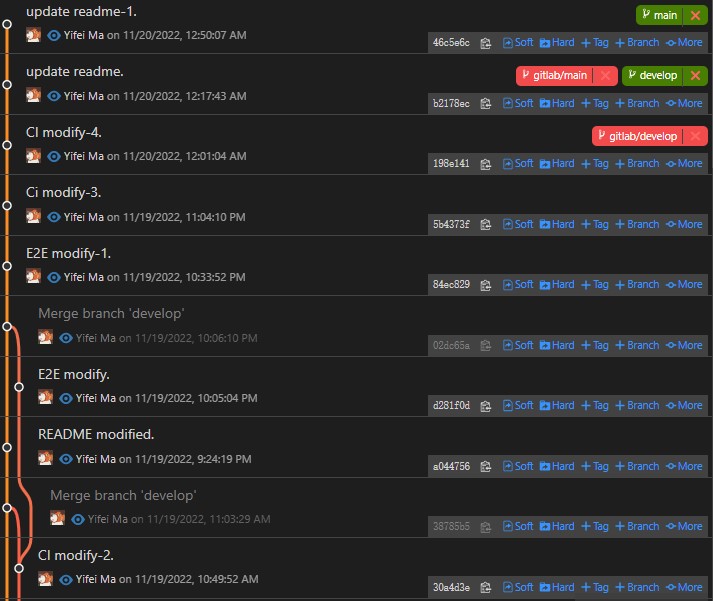 update readme-1.
main
Yifei Ma on 11/20/2022, 12:50:07 AM
46c5e6c Soft Hard Tag Branch More
update readme.
gitlab/main develop
Yifei Ma on 11/20/2022, 12:17:43 AM
b2178ec Soft Hard Tag Branch More
CI modify-4.
gitlab/develop
Yifei Ma on 11/20/2022, 12:01:04 AM
198e141 Soft Hard Tag Branch More
Ci modify-3.
Yifei Ma on 11/19/2022, 11:04:10 PM
5b4373f Soft Hard Tag Branch More
E2E modify-1.
Yifei Ma on 11/19/2022, 10:33:52 PM
84ec829 Soft Hard Tag Branch More
Merge branch 'develop'
Yifei Ma on 11/19/2022, 10:06:10 PM
02dc65a Soft Hard Tag Branch More
E2E modify.
Yifei Ma on 11/19/2022, 10:05:04 PM
d281f0d Soft Hard Tag Branch More
README modified.
Yifei Ma on 11/19/2022, 9:24:19 PM
a044756 Soft Hard Tag Branch More
Merge branch 'develop'
Yifei Ma on 11/19/2022, 11:03:29 AM
38785b5 Soft Hard Tag Branch More
CI modify-2.
Yifei Ma on 11/19/2022, 10:49:52 AM
30a4d3e Soft Hard Tag Branch More